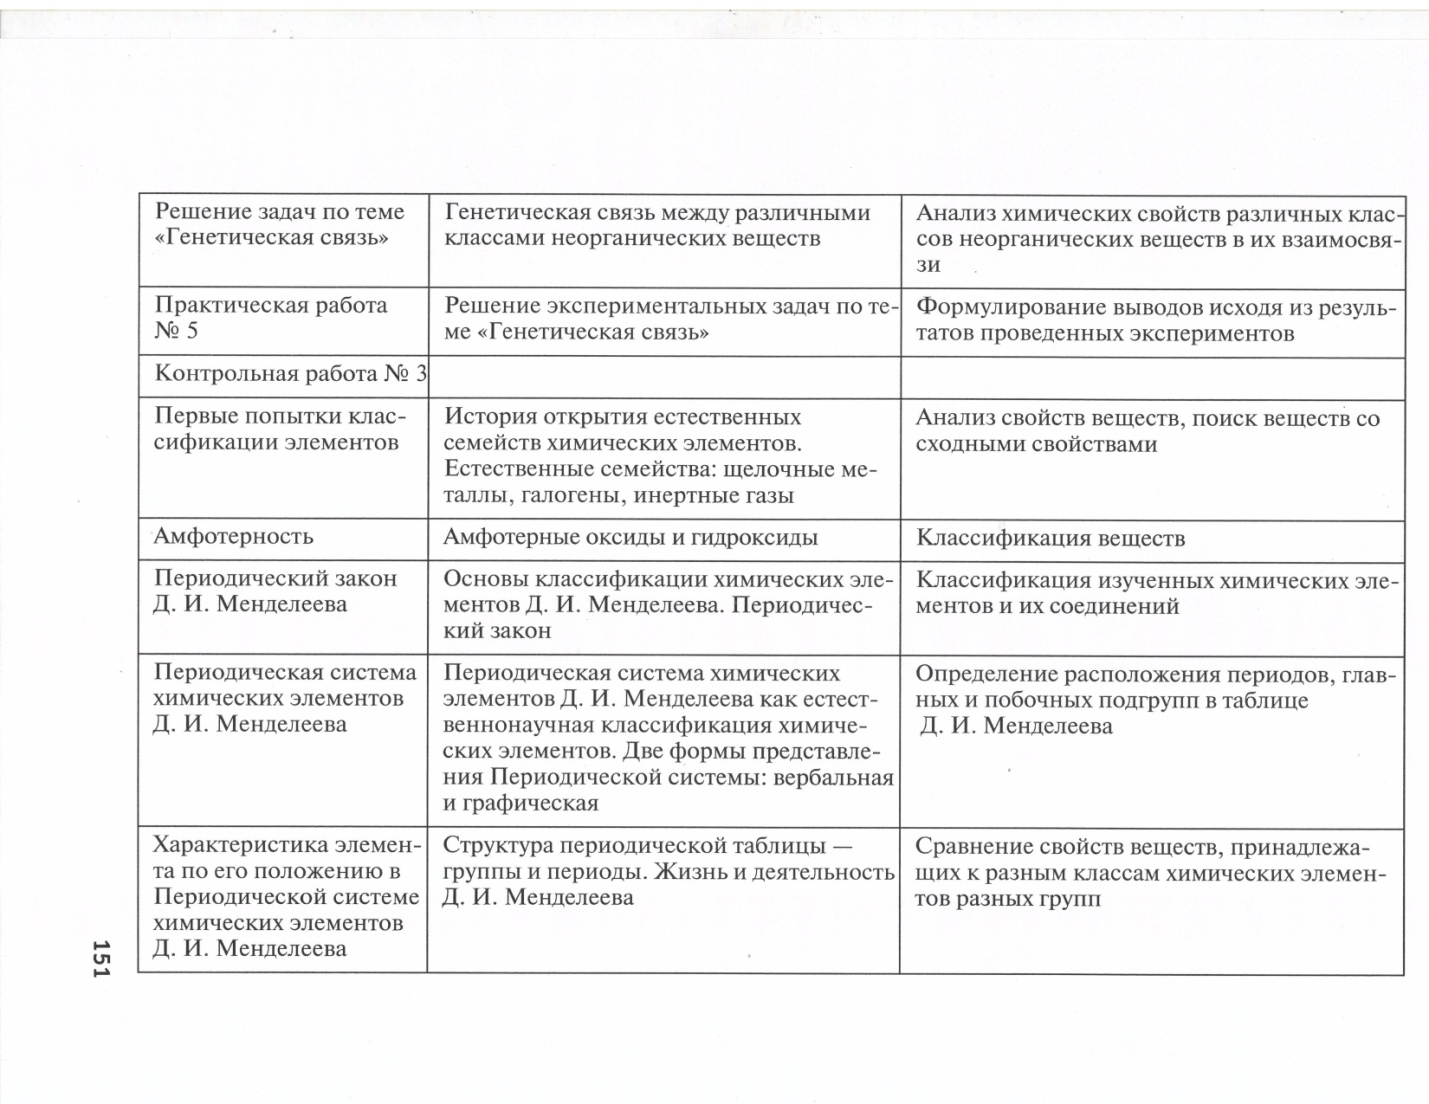 Решение задач по теме
«Генетическая связь»
Генетическая связь между различными
классами неорганических веществ
Анализ химических свойств различных клас-
сов неорганических веществ в их взаимосвя-
зи
Практическая работа
№ 5
Решение экспериментальных задач по те-
ме «Генетическая связь»
Формулирование выводов исходя из резуль-
татов проведенных экспериментов
Контрольная работа № 3
Первые попытки клас-
сификации элементов
История открытия естественных
семейств химических элементов.
Естественные семейства: щелочные ме-
таллы, галогены, инертные газы
Анализ свойств веществ, поиск веществ со
сходными свойствами
Амфотерность
Амфотерные оксиды и гидроксиды
Классификация веществ
Периодический закон
Д. И. Менделеева
Основы классификации химических эле-
ментов Д. И. Менделеева. Периодичес-
кий закон
Классификация изученных химических эле-
ментов и их соединений
Периодическая система
химических элементов
Д. И. Менделеева
Периодическая система химических
элементов Д. И. Менделеева как естест-
веннонаучная классификация химиче-
ских элементов. Две формы представле-
ния Периодической системы: вербальная
и графическая
Определение расположения периодов, глав-
ных и побочных подгрупп в таблице
Д. И. Менделеева
Характеристика элемен-
та по его положению в
Периодической системе
химических элементов
Д. И. Менделеева
Структура периодической таблицы —
группы и периоды. Жизнь и деятельность
Д. И. Менделеева
Сравнение свойств веществ, принадлежа-
щих к разным классам химических элемен-
тов разных групп
151